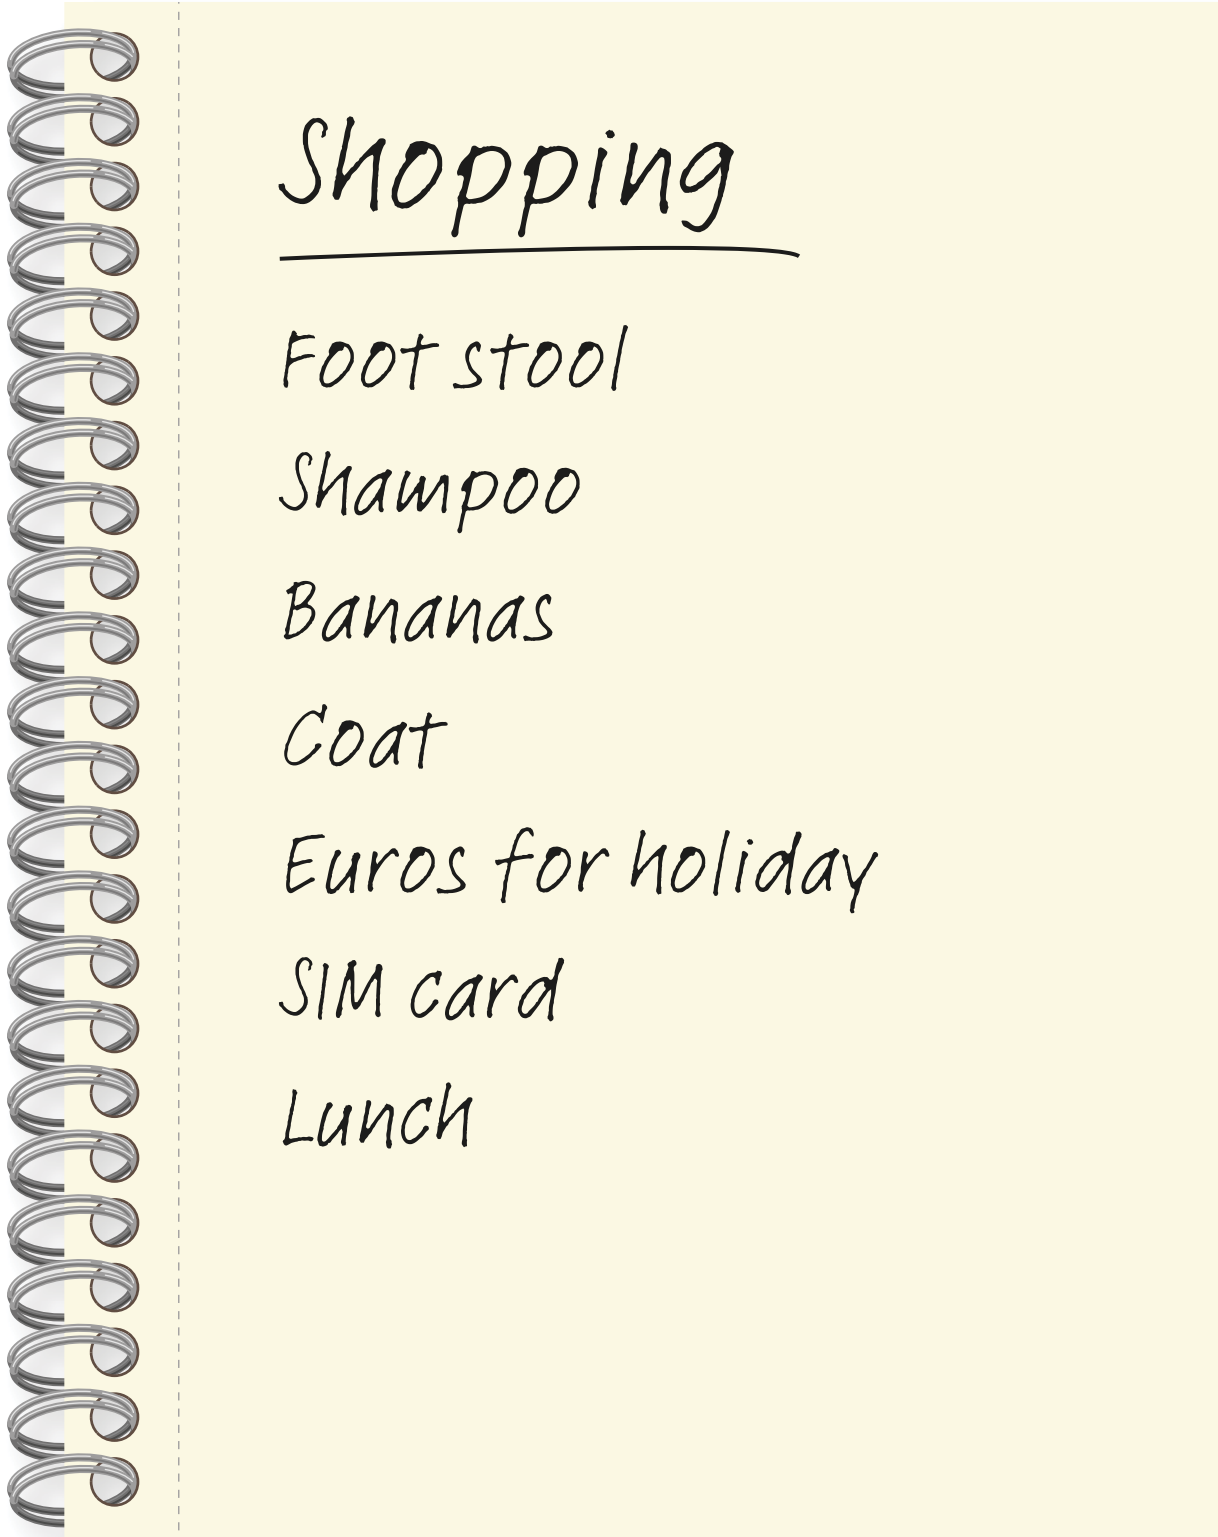 Shopping
Foot stool
Shampoo
Bananas
Coat
Euros for holiday
SIM card
Lunch